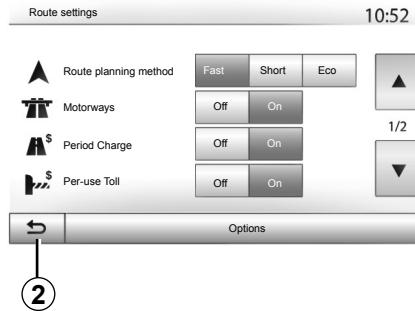 Route settings 10:52
Route planning method Fast Short Eco
Motorways Off On
$ Period Charge Off On
1/2
$ Per-use Toll Off On
Options
2